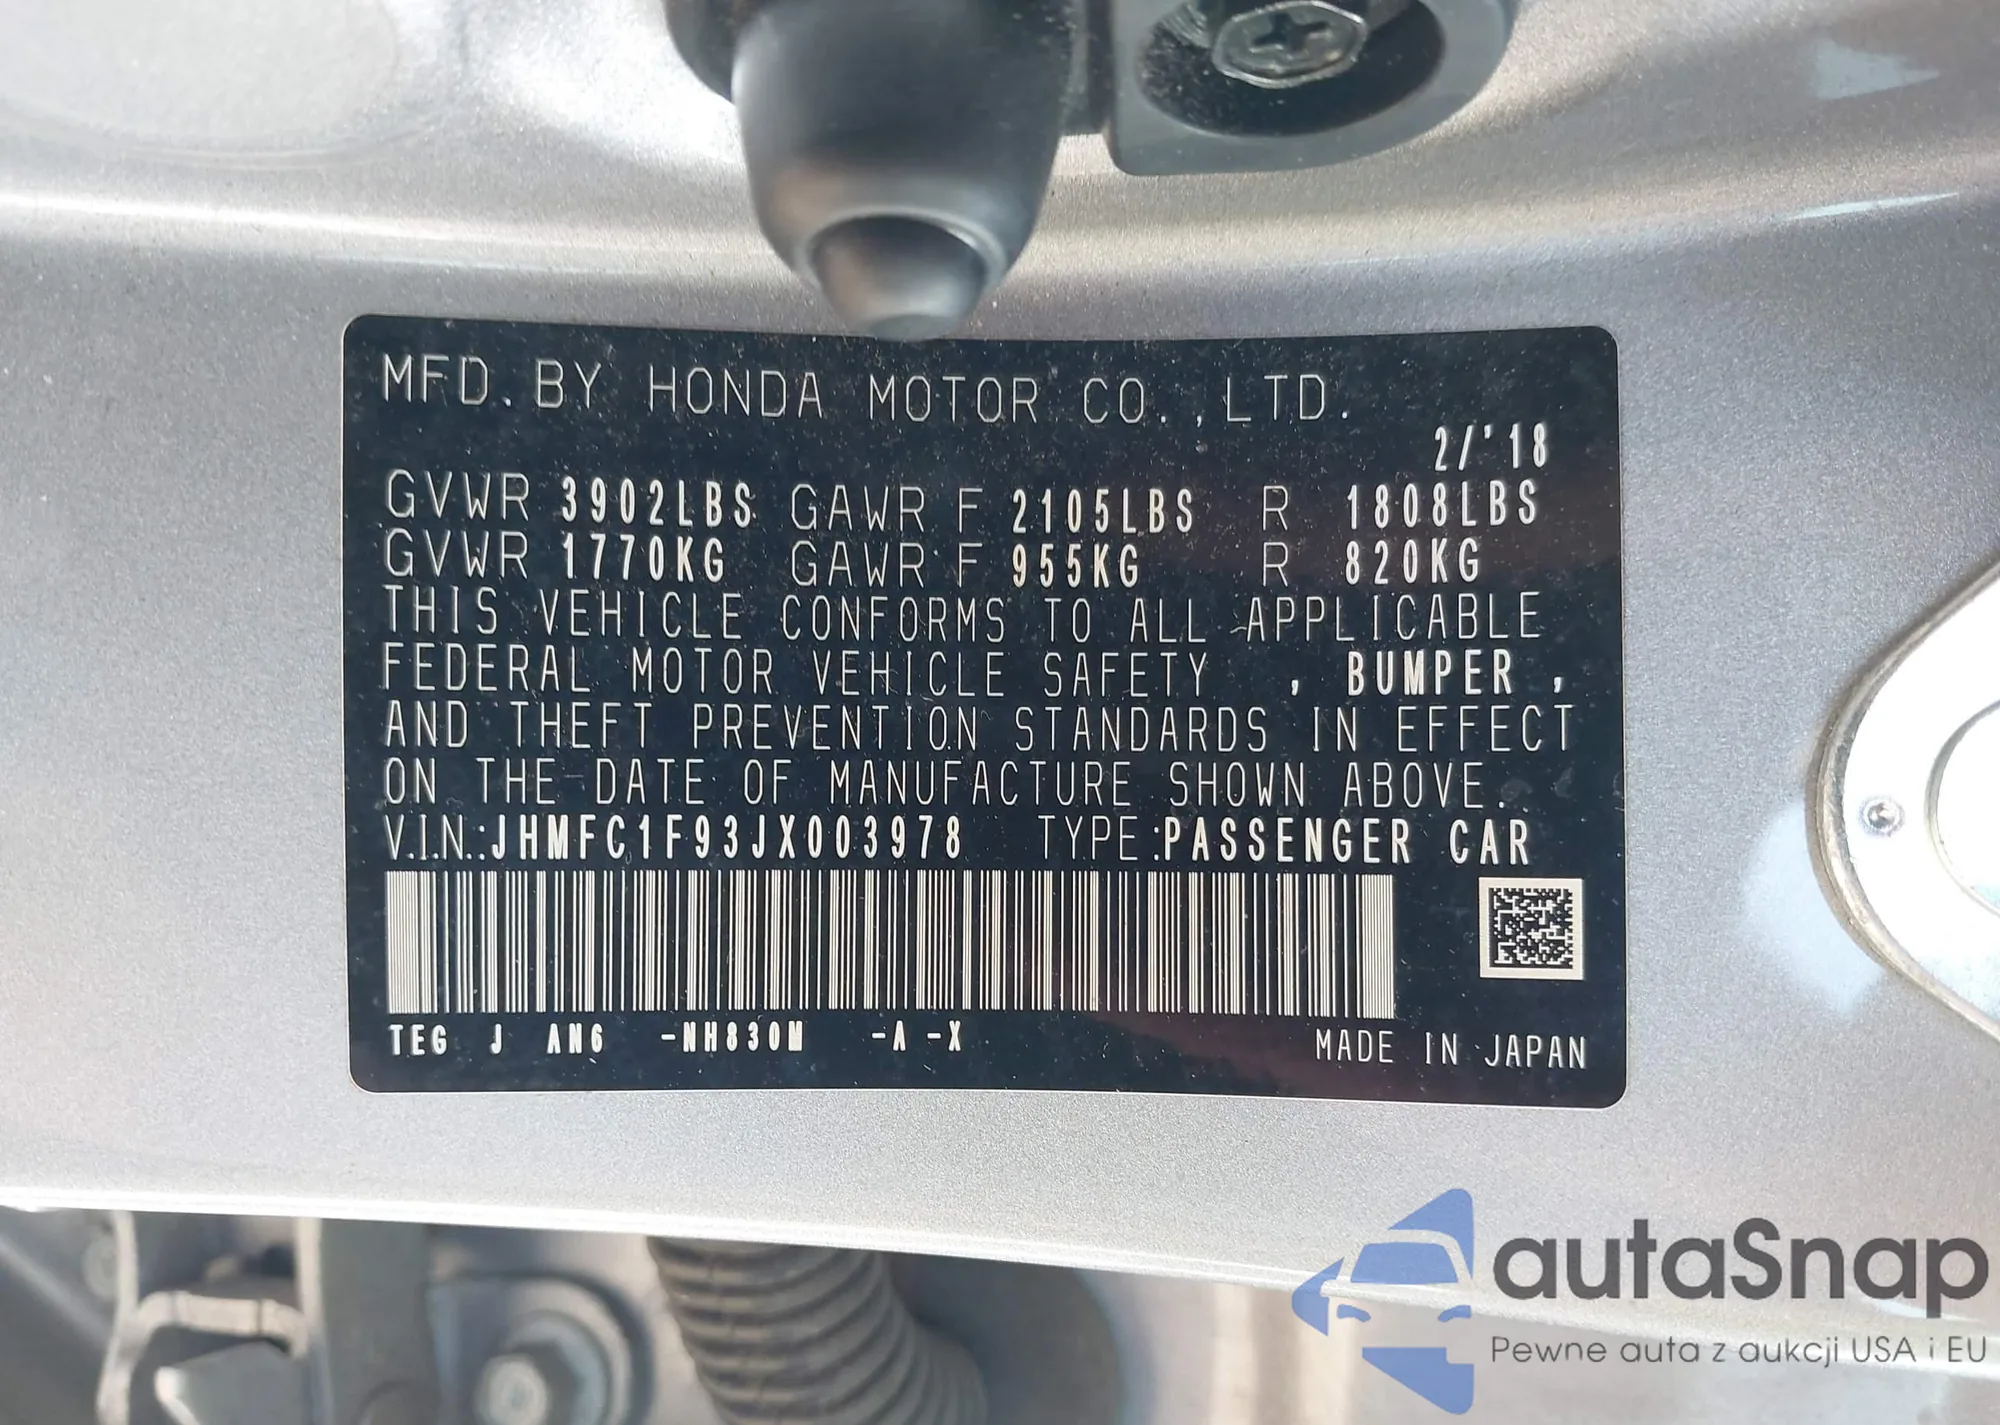 MFD. BY HONDA MOTOR CO.,LTD.
2/'18
GVWR 3902LBS GAWR F 2105LBS R 1808LBS
GVWR 1770KG GAWR F 955KG R 820KG
THIS VEHICLE CONFORMS TO ALL APPLICABLE
FEDERAL MOTOR VEHICLE SAFETY , BUMPER ,
AND THEFT PREVENTION STANDARDS IN EFFECT
ON THE DATE OF MANUFACTURE SHOWN ABOVE.
V.I.N.:JHMFC1F93JX003978 TYPE:PASSENGER CAR
TEG J AN6 -NH830M -A -X MADE IN JAPAN
autaSnap
Pewne auta z aukcji USA i EU